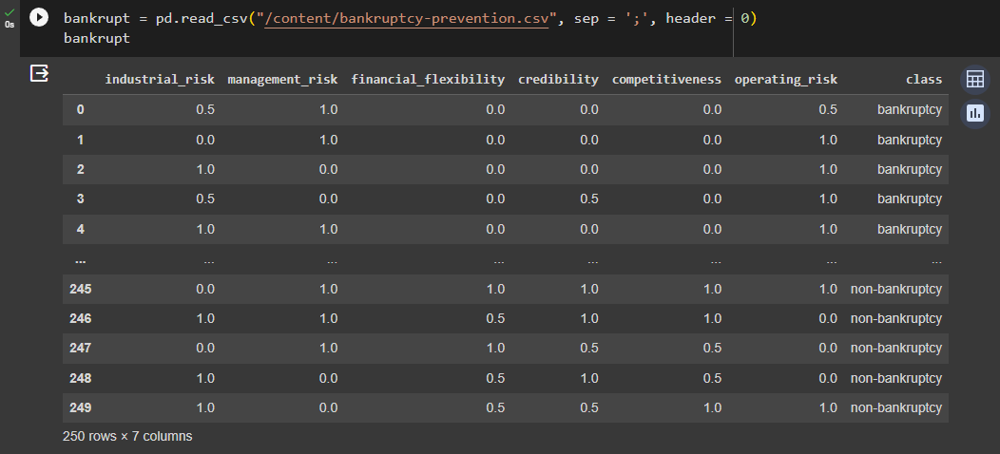 bankrupt = pd.read_csv("/content/bankruptcy-prevention.csv", sep = ';', header = 0)
0s
bankrupt
industrial_risk management_risk financial_flexibility credibility competitiveness operating_risk class
0 0.5 1.0 0.0 0.0 0.0 0.5 bankruptcy
1 0.0 1.0 0.0 0.0 0.0 1.0 bankruptcy
2 1.0 0.0 0.0 0.0 0.0 1.0 bankruptcy
3 0.5 0.0 0.0 0.5 0.0 1.0 bankruptcy
4 1.0 1.0 0.0 0.0 0.0 1.0 bankruptcy
... ... ... ... ... ... ... ...
245 0.0 1.0 1.0 1.0 1.0 1.0 non-bankruptcy
246 1.0 1.0 0.5 1.0 1.0 0.0 non-bankruptcy
247 0.0 1.0 1.0 0.5 0.5 0.0 non-bankruptcy
248 1.0 0.0 0.5 1.0 0.5 0.0 non-bankruptcy
249 1.0 0.0 0.5 0.5 1.0 1.0 non-bankruptcy
250 rows × 7 columns